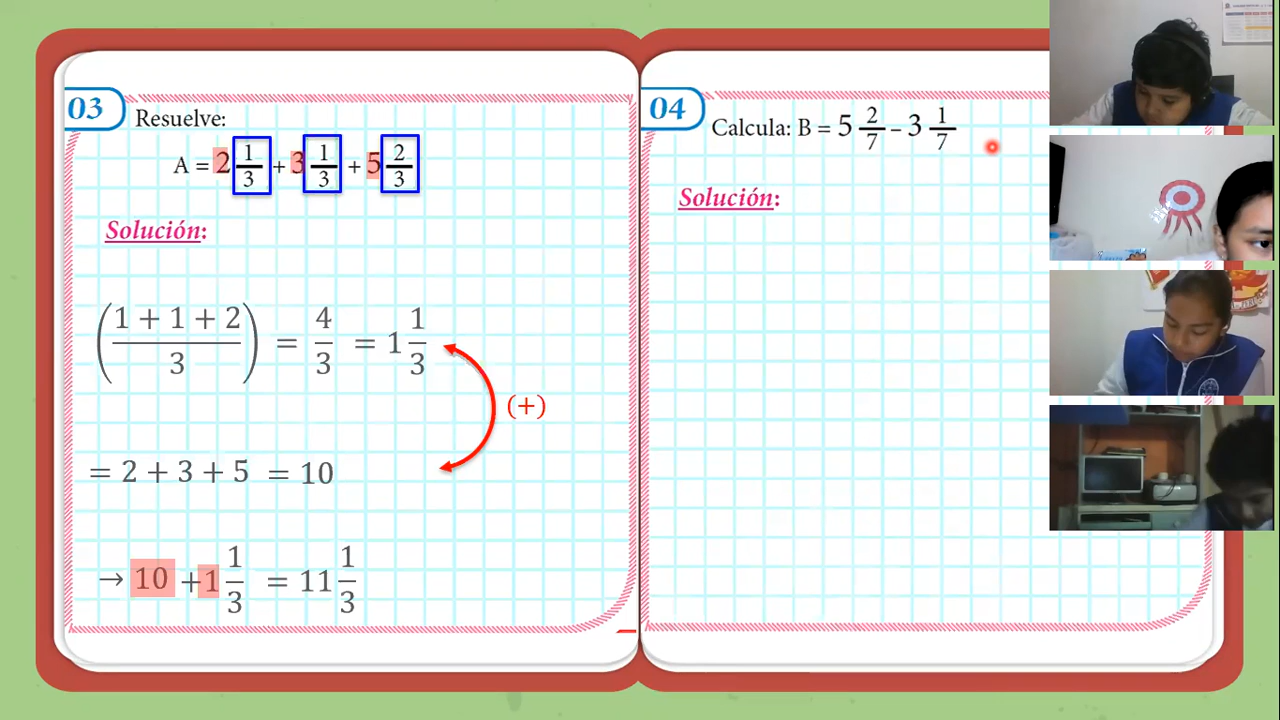 03
Resuelve:
A = 2 1/3 + 3 1/3 + 5 2/3
Solución:
((1 + 1 + 2)/3) = 4/3 = 1 1/3
(+)
= 2 + 3 + 5 = 10
→ 10 + 1 1/3 = 11 1/3
04
Calcula: B = 5 2/7 – 3 1/7
Solución: